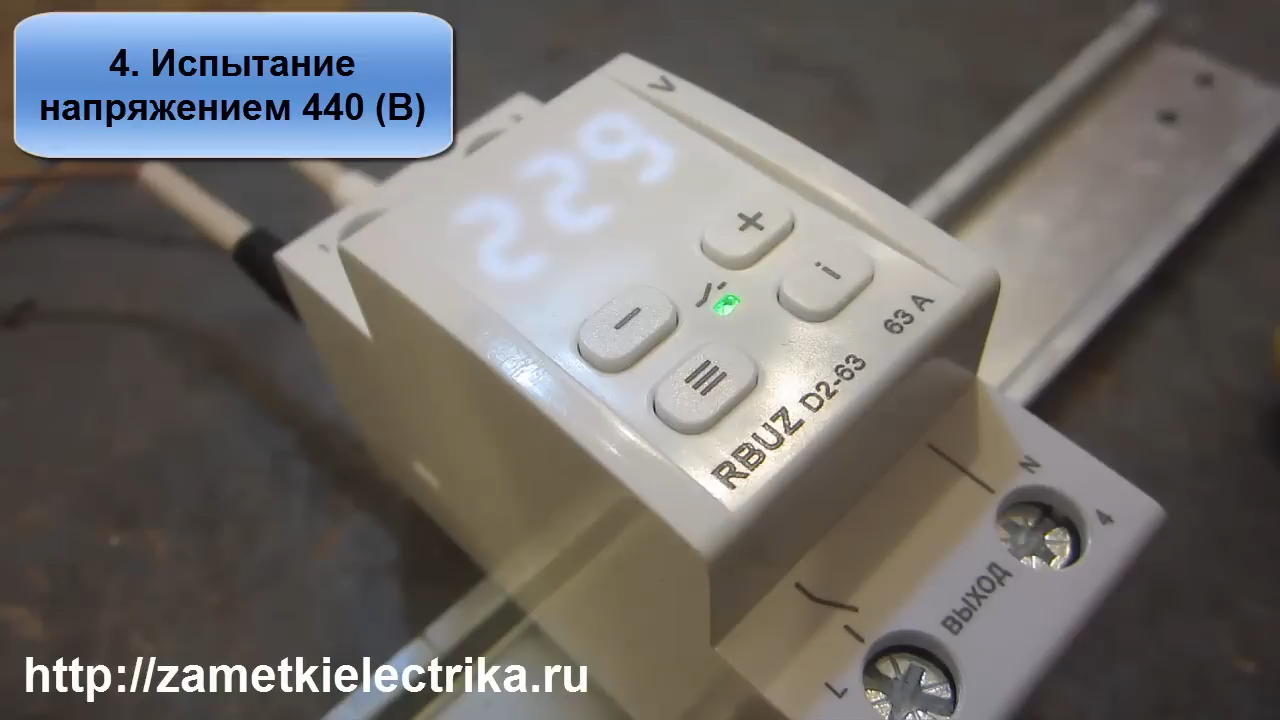 4. Испытание
напряжением 440 (В)
V
229
+
i
−
≡
63 A
RBUZ D2-63
N
4
ВЫХОД
L
http://zametkielectrika.ru